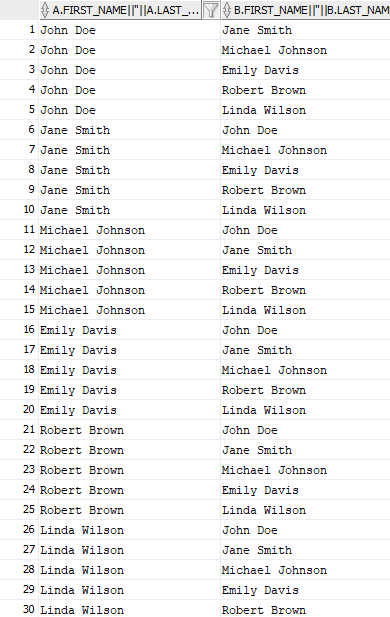 A.FIRST_NAME||''||A.LAST_... B.FIRST_NAME||''||B.LAST_NAM
1 John Doe Jane Smith
2 John Doe Michael Johnson
3 John Doe Emily Davis
4 John Doe Robert Brown
5 John Doe Linda Wilson
6 Jane Smith John Doe
7 Jane Smith Michael Johnson
8 Jane Smith Emily Davis
9 Jane Smith Robert Brown
10 Jane Smith Linda Wilson
11 Michael Johnson John Doe
12 Michael Johnson Jane Smith
13 Michael Johnson Emily Davis
14 Michael Johnson Robert Brown
15 Michael Johnson Linda Wilson
16 Emily Davis John Doe
17 Emily Davis Jane Smith
18 Emily Davis Michael Johnson
19 Emily Davis Robert Brown
20 Emily Davis Linda Wilson
21 Robert Brown John Doe
22 Robert Brown Jane Smith
23 Robert Brown Michael Johnson
24 Robert Brown Emily Davis
25 Robert Brown Linda Wilson
26 Linda Wilson John Doe
27 Linda Wilson Jane Smith
28 Linda Wilson Michael Johnson
29 Linda Wilson Emily Davis
30 Linda Wilson Robert Brown